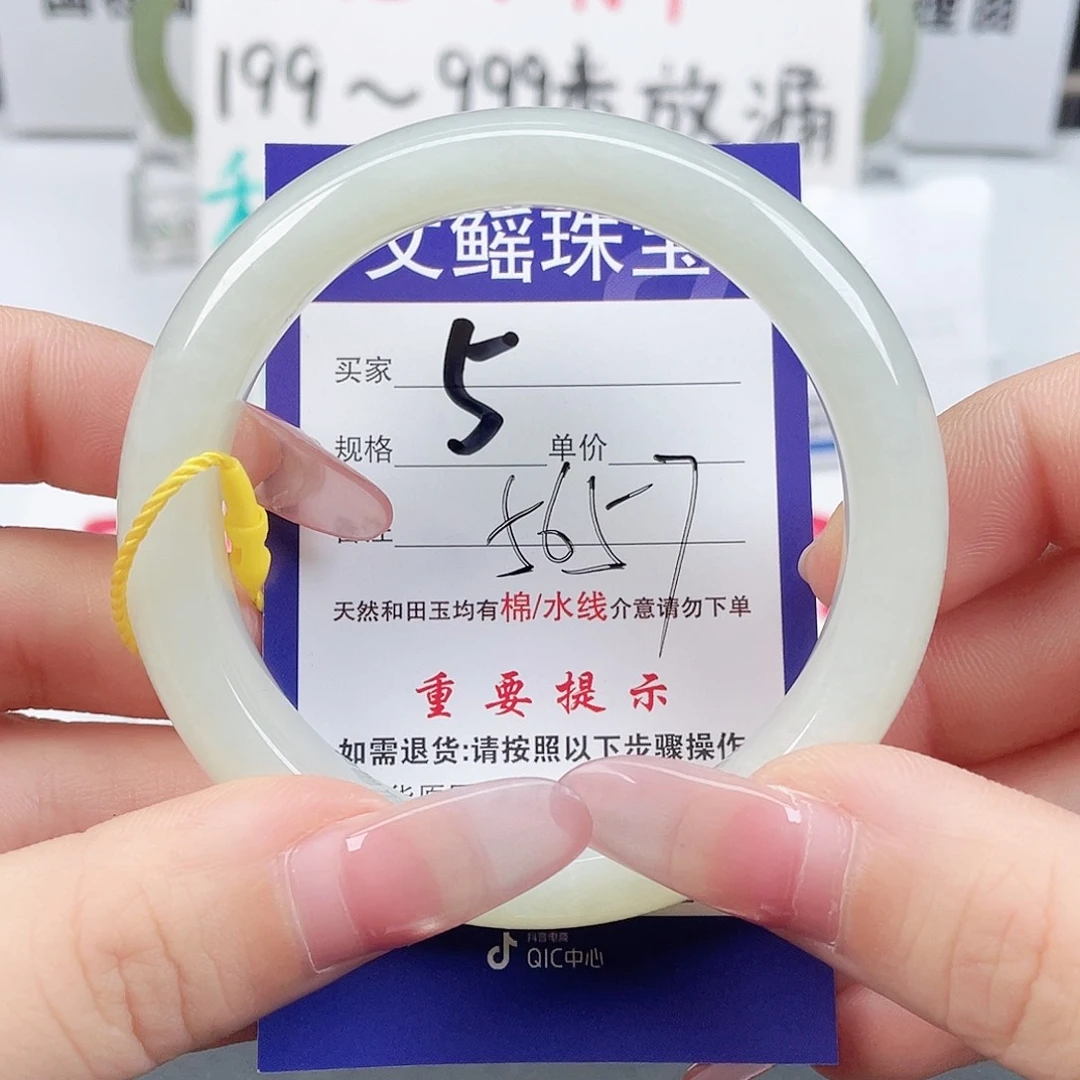 199～999未放漏
文鳐珠宝
买家 5
规格 单价
5657
天然和田玉均有棉/水线介意请勿下单
重要提示
如需退货:请按照以下步骤操作
抖音电商
QIC中心